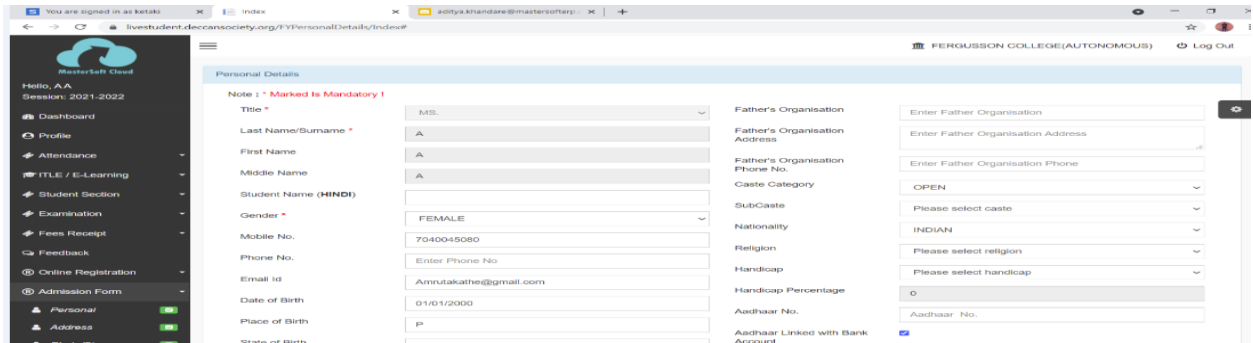 You are signed in as ketaki
Index
aditya.khandare@mastersofterp...
livestudent.deccansociety.org/FYPersonalDetails/Index#
MasterSoft Cloud
Hello, AA
Session: 2021-2022
Dashboard
Profile
Attendance
ITLE / E-Learning
Student Section
Examination
Fees Receipt
Feedback
Online Registration
Admission Form
Personal
Address
FERGUSSON COLLEGE(AUTONOMOUS)
Log Out
Personal Details
Note : * Marked Is Mandatory !
Title * MS.
Last Name/Surname * A
First Name A
Middle Name A
Student Name (HINDI)
Gender * FEMALE
Mobile No. 7040045080
Phone No. Enter Phone No
Email Id Amrutakathe@gmail.com
Date of Birth 01/01/2000
Place of Birth P
State of Birth
Father's Organisation Enter Father Organisation
Father's Organisation Address Enter Father Organisation Address
Father's Organisation Phone No. Enter Father Organisation Phone
Caste Category OPEN
SubCaste Please select caste
Nationality INDIAN
Religion Please select religion
Handicap Please select handicap
Handicap Percentage 0
Aadhaar No. Aadhaar No.
Aadhaar Linked with Bank
Account